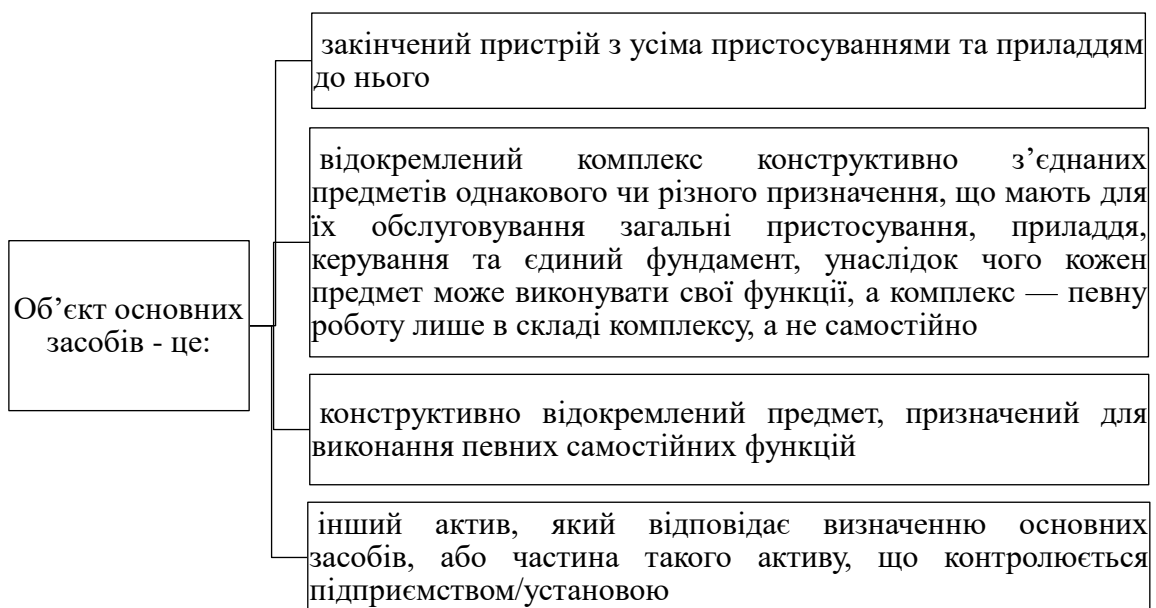 Об’єкт основних
засобів - це:
закінчений пристрій з усіма пристосуваннями та приладдям
до нього
відокремлений комплекс конструктивно з’єднаних
предметів однакового чи різного призначення, що мають для
їх обслуговування загальні пристосування, приладдя,
керування та єдиний фундамент, унаслідок чого кожен
предмет може виконувати свої функції, а комплекс — певну
роботу лише в складі комплексу, а не самостійно
конструктивно відокремлений предмет, призначений для
виконання певних самостійних функцій
інший актив, який відповідає визначенню основних
засобів, або частина такого активу, що контролюється
підприємством/установою